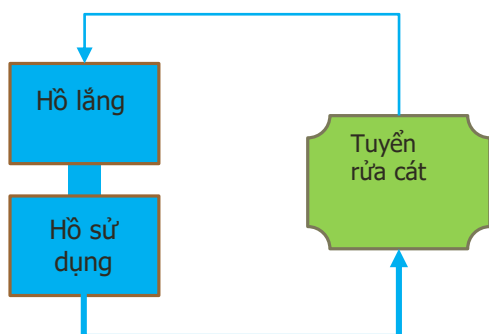 Hồ lắng
Tuyển
rửa cát
Hồ sử
dụng